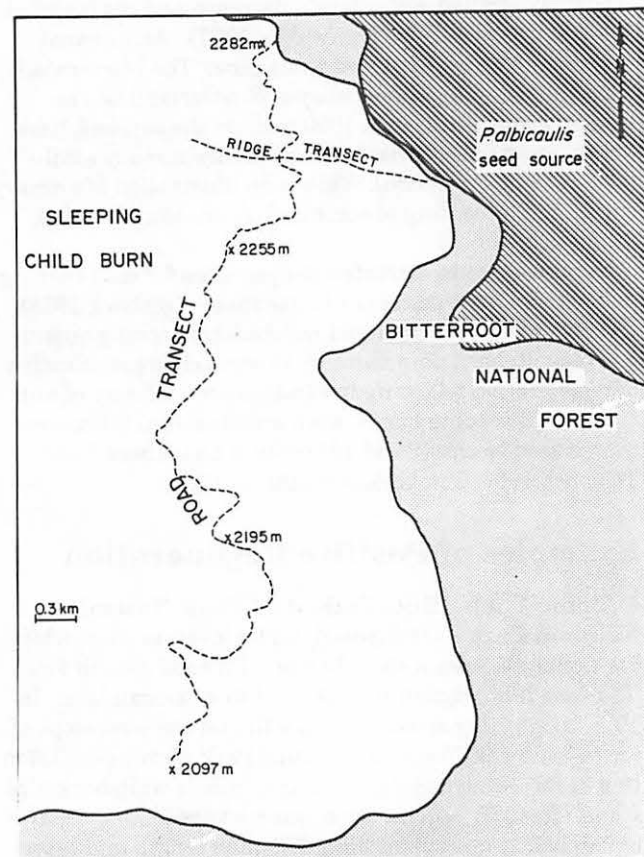 2282m x
P.albicaulis
seed source
RIDGE TRANSECT
SLEEPING
CHILD BURN
x 2255 m
TRANSECT
BITTERROOT
NATIONAL
FOREST
ROAD
x 2195 m
0.3 km
x 2097 m